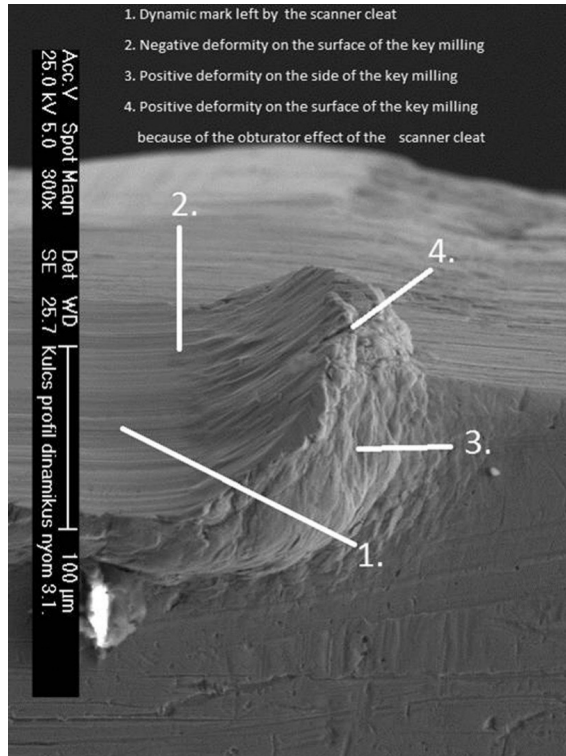 1. Dynamic mark left by the scanner cleat
2. Negative deformity on the surface of the key milling
3. Positive deformity on the side of the key milling
4. Positive deformity on the surface of the key milling
because of the obturator effect of the scanner cleat
Acc.V Spot Magn Det WD
25.0 kV 5.0 300x SE 25.7 Kulcs profil dinamikus nyom 3.1.
100 µm
2.
4.
3.
1.